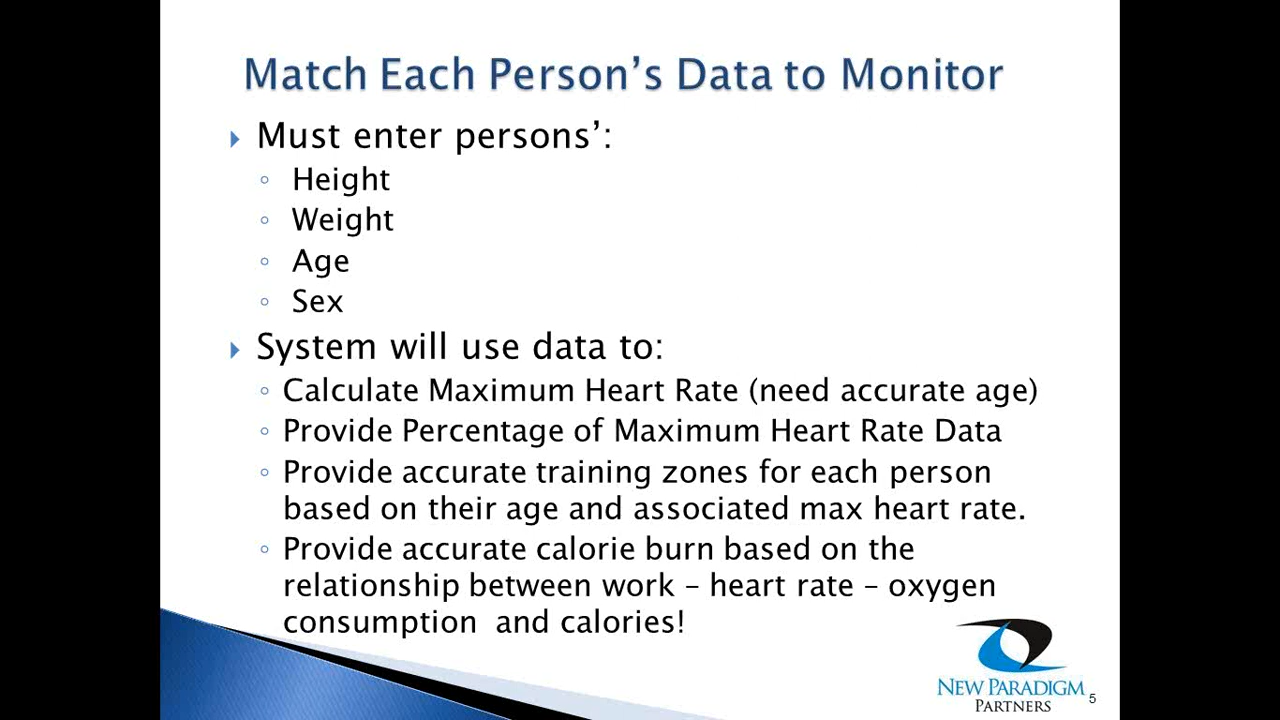 Match Each Person’s Data to Monitor
Must enter persons’:
Height
Weight
Age
Sex
System will use data to:
Calculate Maximum Heart Rate (need accurate age)
Provide Percentage of Maximum Heart Rate Data
Provide accurate training zones for each person
based on their age and associated max heart rate.
Provide accurate calorie burn based on the
relationship between work – heart rate – oxygen
consumption  and calories!
NEW PARADIGM
PARTNERS
5